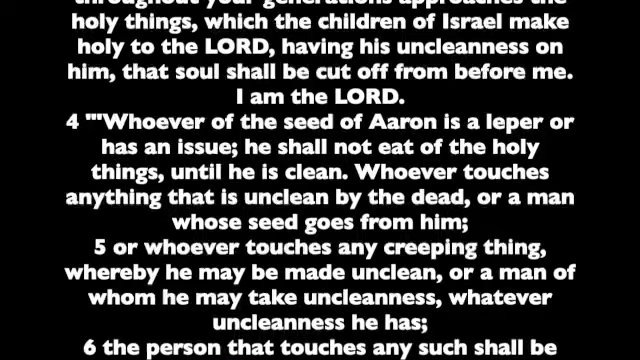 throughout your generations approaches the
holy things, which the children of Israel make
holy to the LORD, having his uncleanness on
him, that soul shall be cut off from before me.
I am the LORD.
4 "'Whoever of the seed of Aaron is a leper or
has an issue; he shall not eat of the holy
things, until he is clean. Whoever touches
anything that is unclean by the dead, or a man
whose seed goes from him;
5 or whoever touches any creeping thing,
whereby he may be made unclean, or a man of
whom he may take uncleanness, whatever
uncleanness he has;
6 the person that touches any such shall be